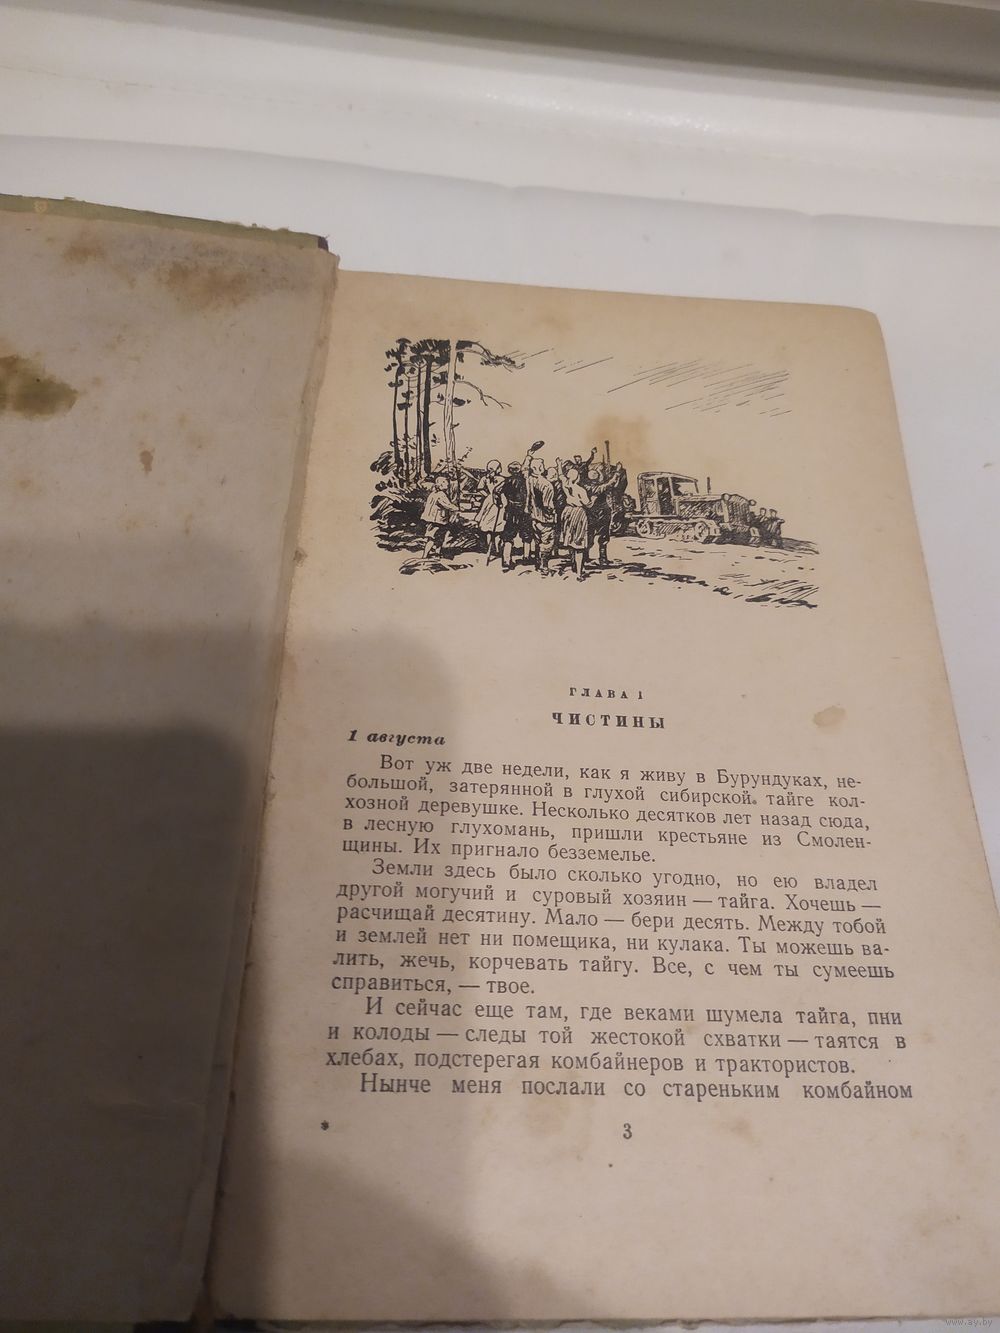 ГЛАВА 1
ЧИСТИНЫ
1 августа
Вот уж две недели, как я живу в Бурундуках, не-
большой, затерянной в глухой сибирской тайге кол-
хозной деревушке. Несколько десятков лет назад сюда,
в лесную глухомань, пришли крестьяне из Смолен-
щины. Их пригнало безземелье.
Земли здесь было сколько угодно, но ею владел
другой могучий и суровый хозяин — тайга. Хочешь —
расчищай десятину. Мало — бери десять. Между тобой
и землей нет ни помещика, ни кулака. Ты можешь ва-
лить, жечь, корчевать тайгу. Все, с чем ты сумеешь
справиться, — твое.
И сейчас еще там, где веками шумела тайга, пни
и колоды — следы той жестокой схватки — таятся в
хлебах, подстерегая комбайнеров и трактористов.
Нынче меня послали со стареньким комбайном
* 3
www.ay.by